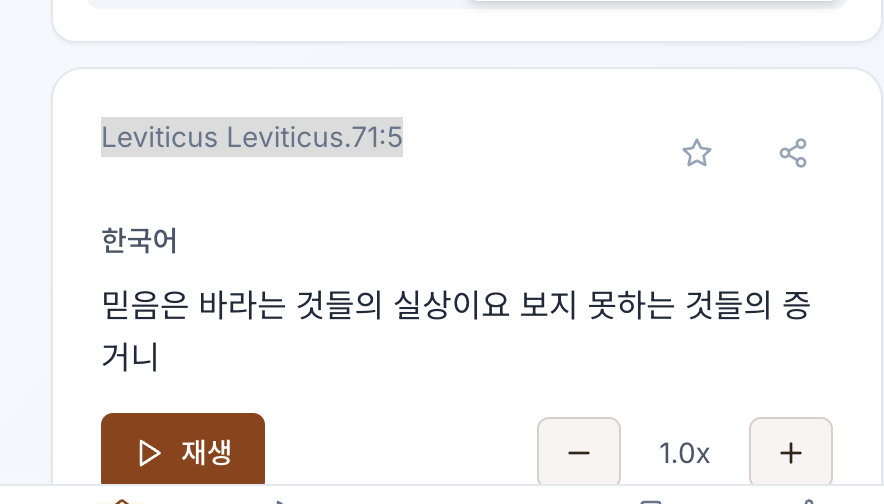 Leviticus Leviticus.71:5
한국어
믿음은 바라는 것들의 실상이요 보지 못하는 것들의 증
거니
재생
1.0x